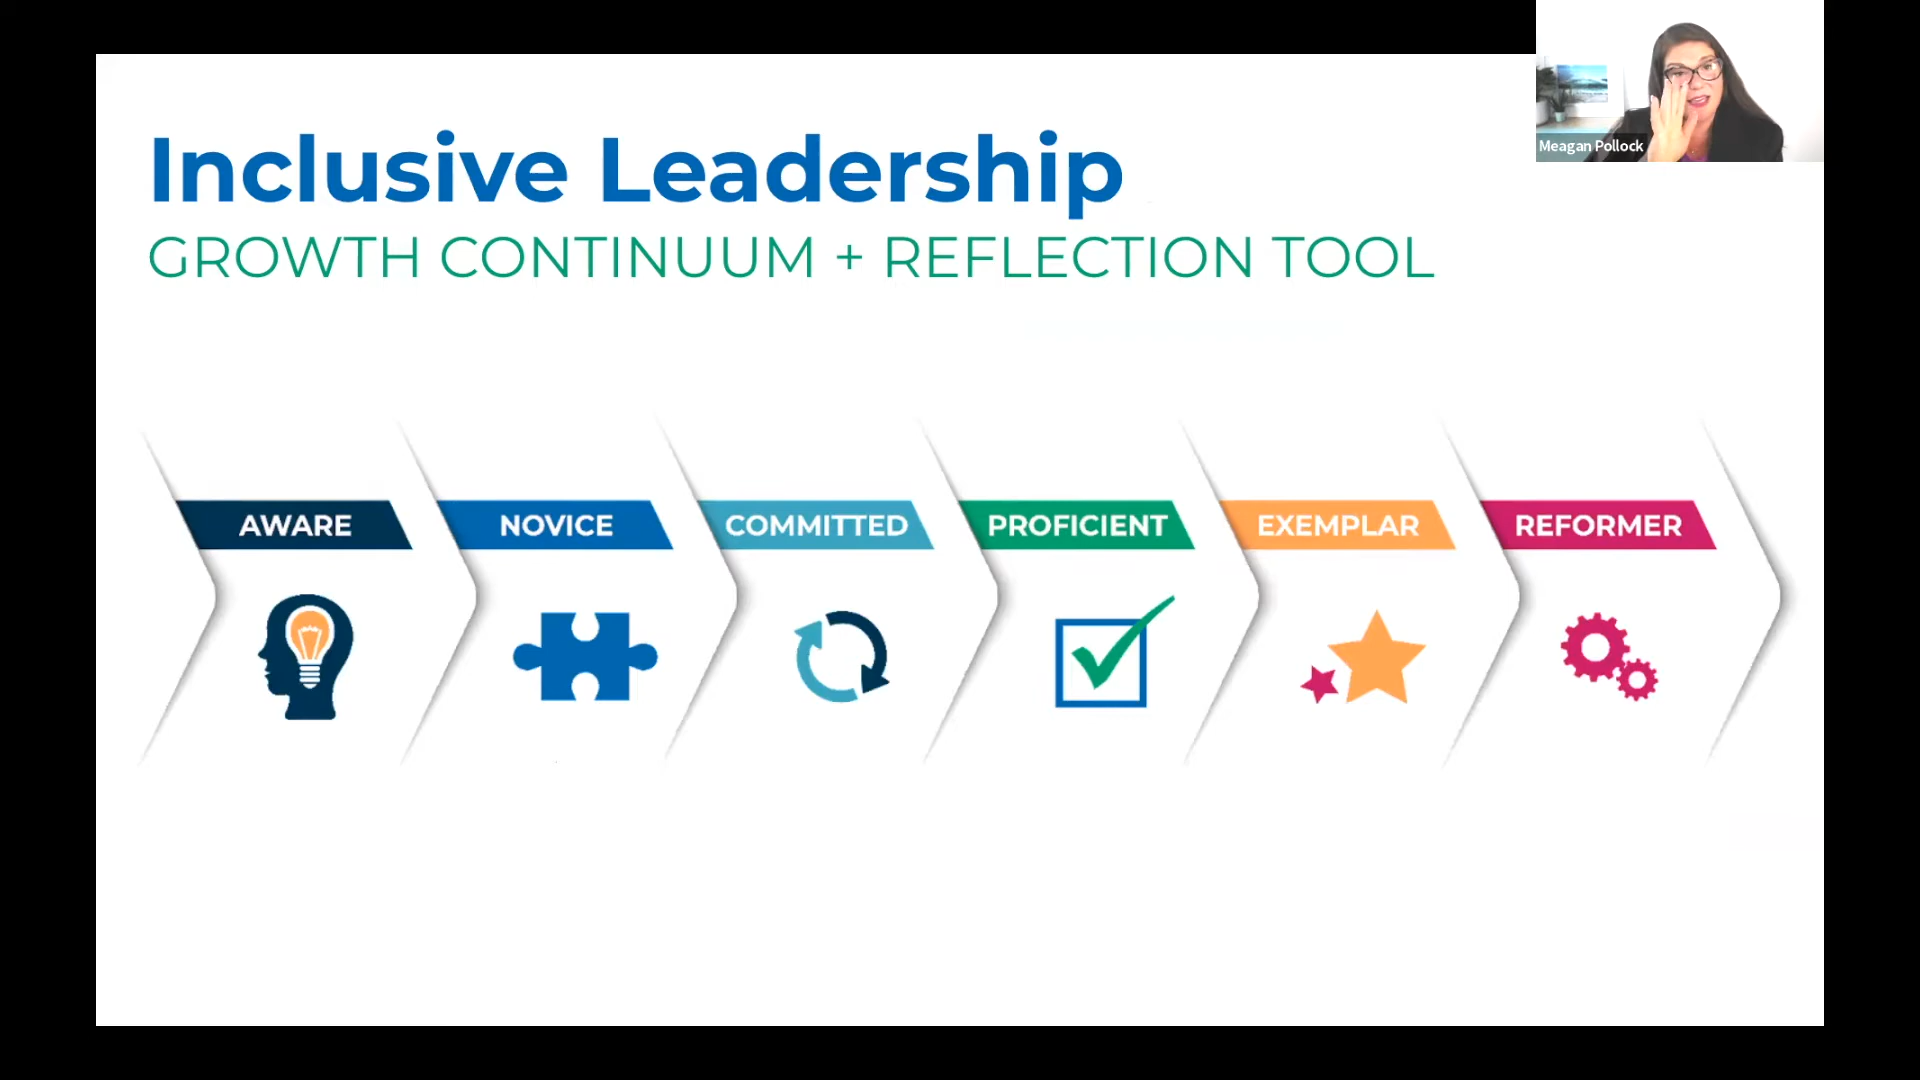 Meagan Pollock
Inclusive Leadership
GROWTH CONTINUUM + REFLECTION TOOL
AWARE
NOVICE
COMMITTED
PROFICIENT
EXEMPLAR
REFORMER